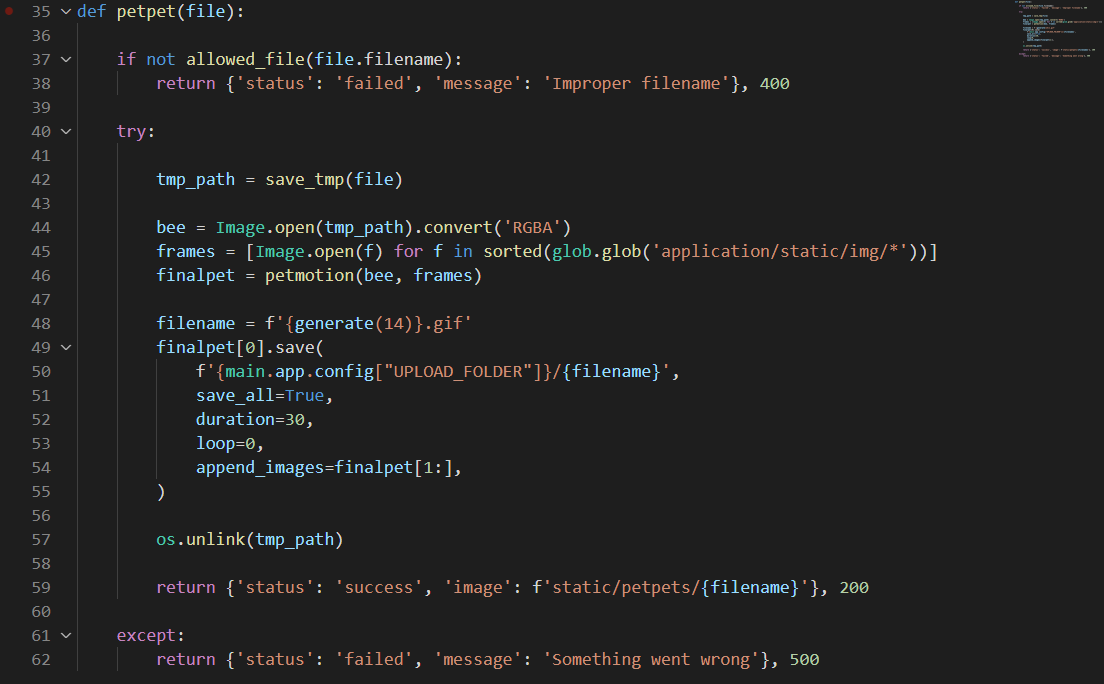 35 def petpet(file):
36
37 if not allowed_file(file.filename):
38 return {'status': 'failed', 'message': 'Improper filename'}, 400
39
40 try:
41
42 tmp_path = save_tmp(file)
43
44 bee = Image.open(tmp_path).convert('RGBA')
45 frames = [Image.open(f) for f in sorted(glob.glob('application/static/img/*'))]
46 finalpet = petmotion(bee, frames)
47
48 filename = f'{generate(14)}.gif'
49 finalpet[0].save(
50 f'{main.app.config["UPLOAD_FOLDER"]}/{filename}',
51 save_all=True,
52 duration=30,
53 loop=0,
54 append_images=finalpet[1:],
55 )
56
57 os.unlink(tmp_path)
58
59 return {'status': 'success', 'image': f'static/petpets/{filename}'}, 200
60
61 except:
62 return {'status': 'failed', 'message': 'Something went wrong'}, 500